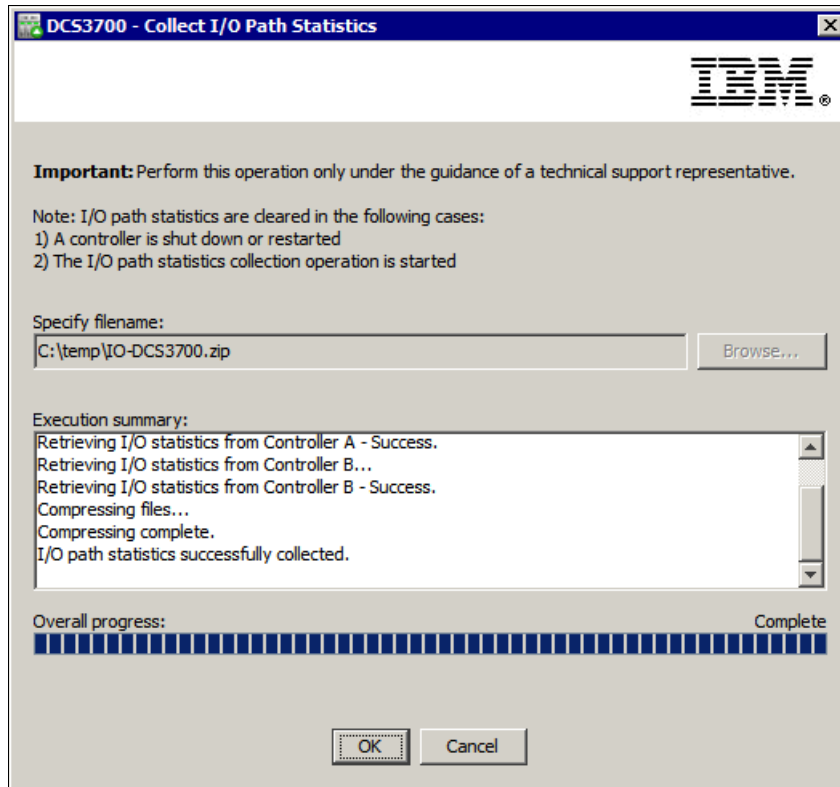 DCS3700 - Collect I/O Path Statistics
IBM®
Important: Perform this operation only under the guidance of a technical support representative.
Note: I/O path statistics are cleared in the following cases:
1) A controller is shut down or restarted
2) The I/O path statistics collection operation is started
Specify filename:
C:\temp\IO-DCS3700.zip
Browse...
Execution summary:
Retrieving I/O statistics from Controller A - Success.
Retrieving I/O statistics from Controller B...
Retrieving I/O statistics from Controller B - Success.
Compressing files...
Compressing complete.
I/O path statistics successfully collected.
Overall progress: Complete
OK Cancel